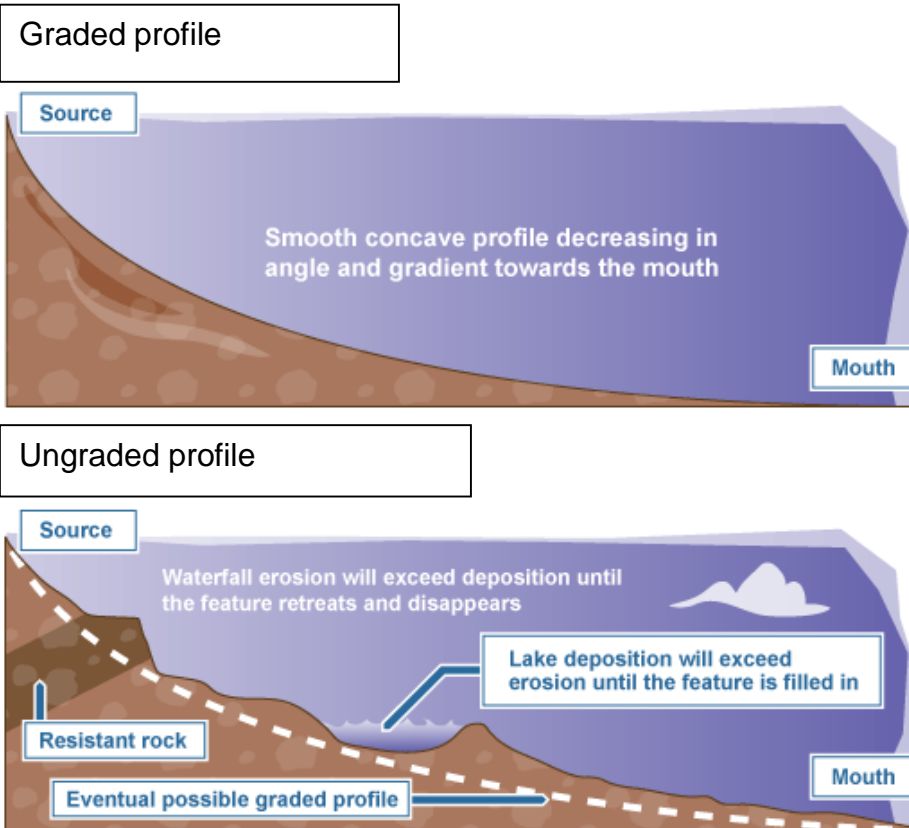 Graded profile
Source
Smooth concave profile decreasing in
angle and gradient towards the mouth
Mouth
Ungraded profile
Source
Waterfall erosion will exceed deposition until
the feature retreats and disappears
Lake deposition will exceed
erosion until the feature is filled in
Resistant rock
Mouth
Eventual possible graded profile